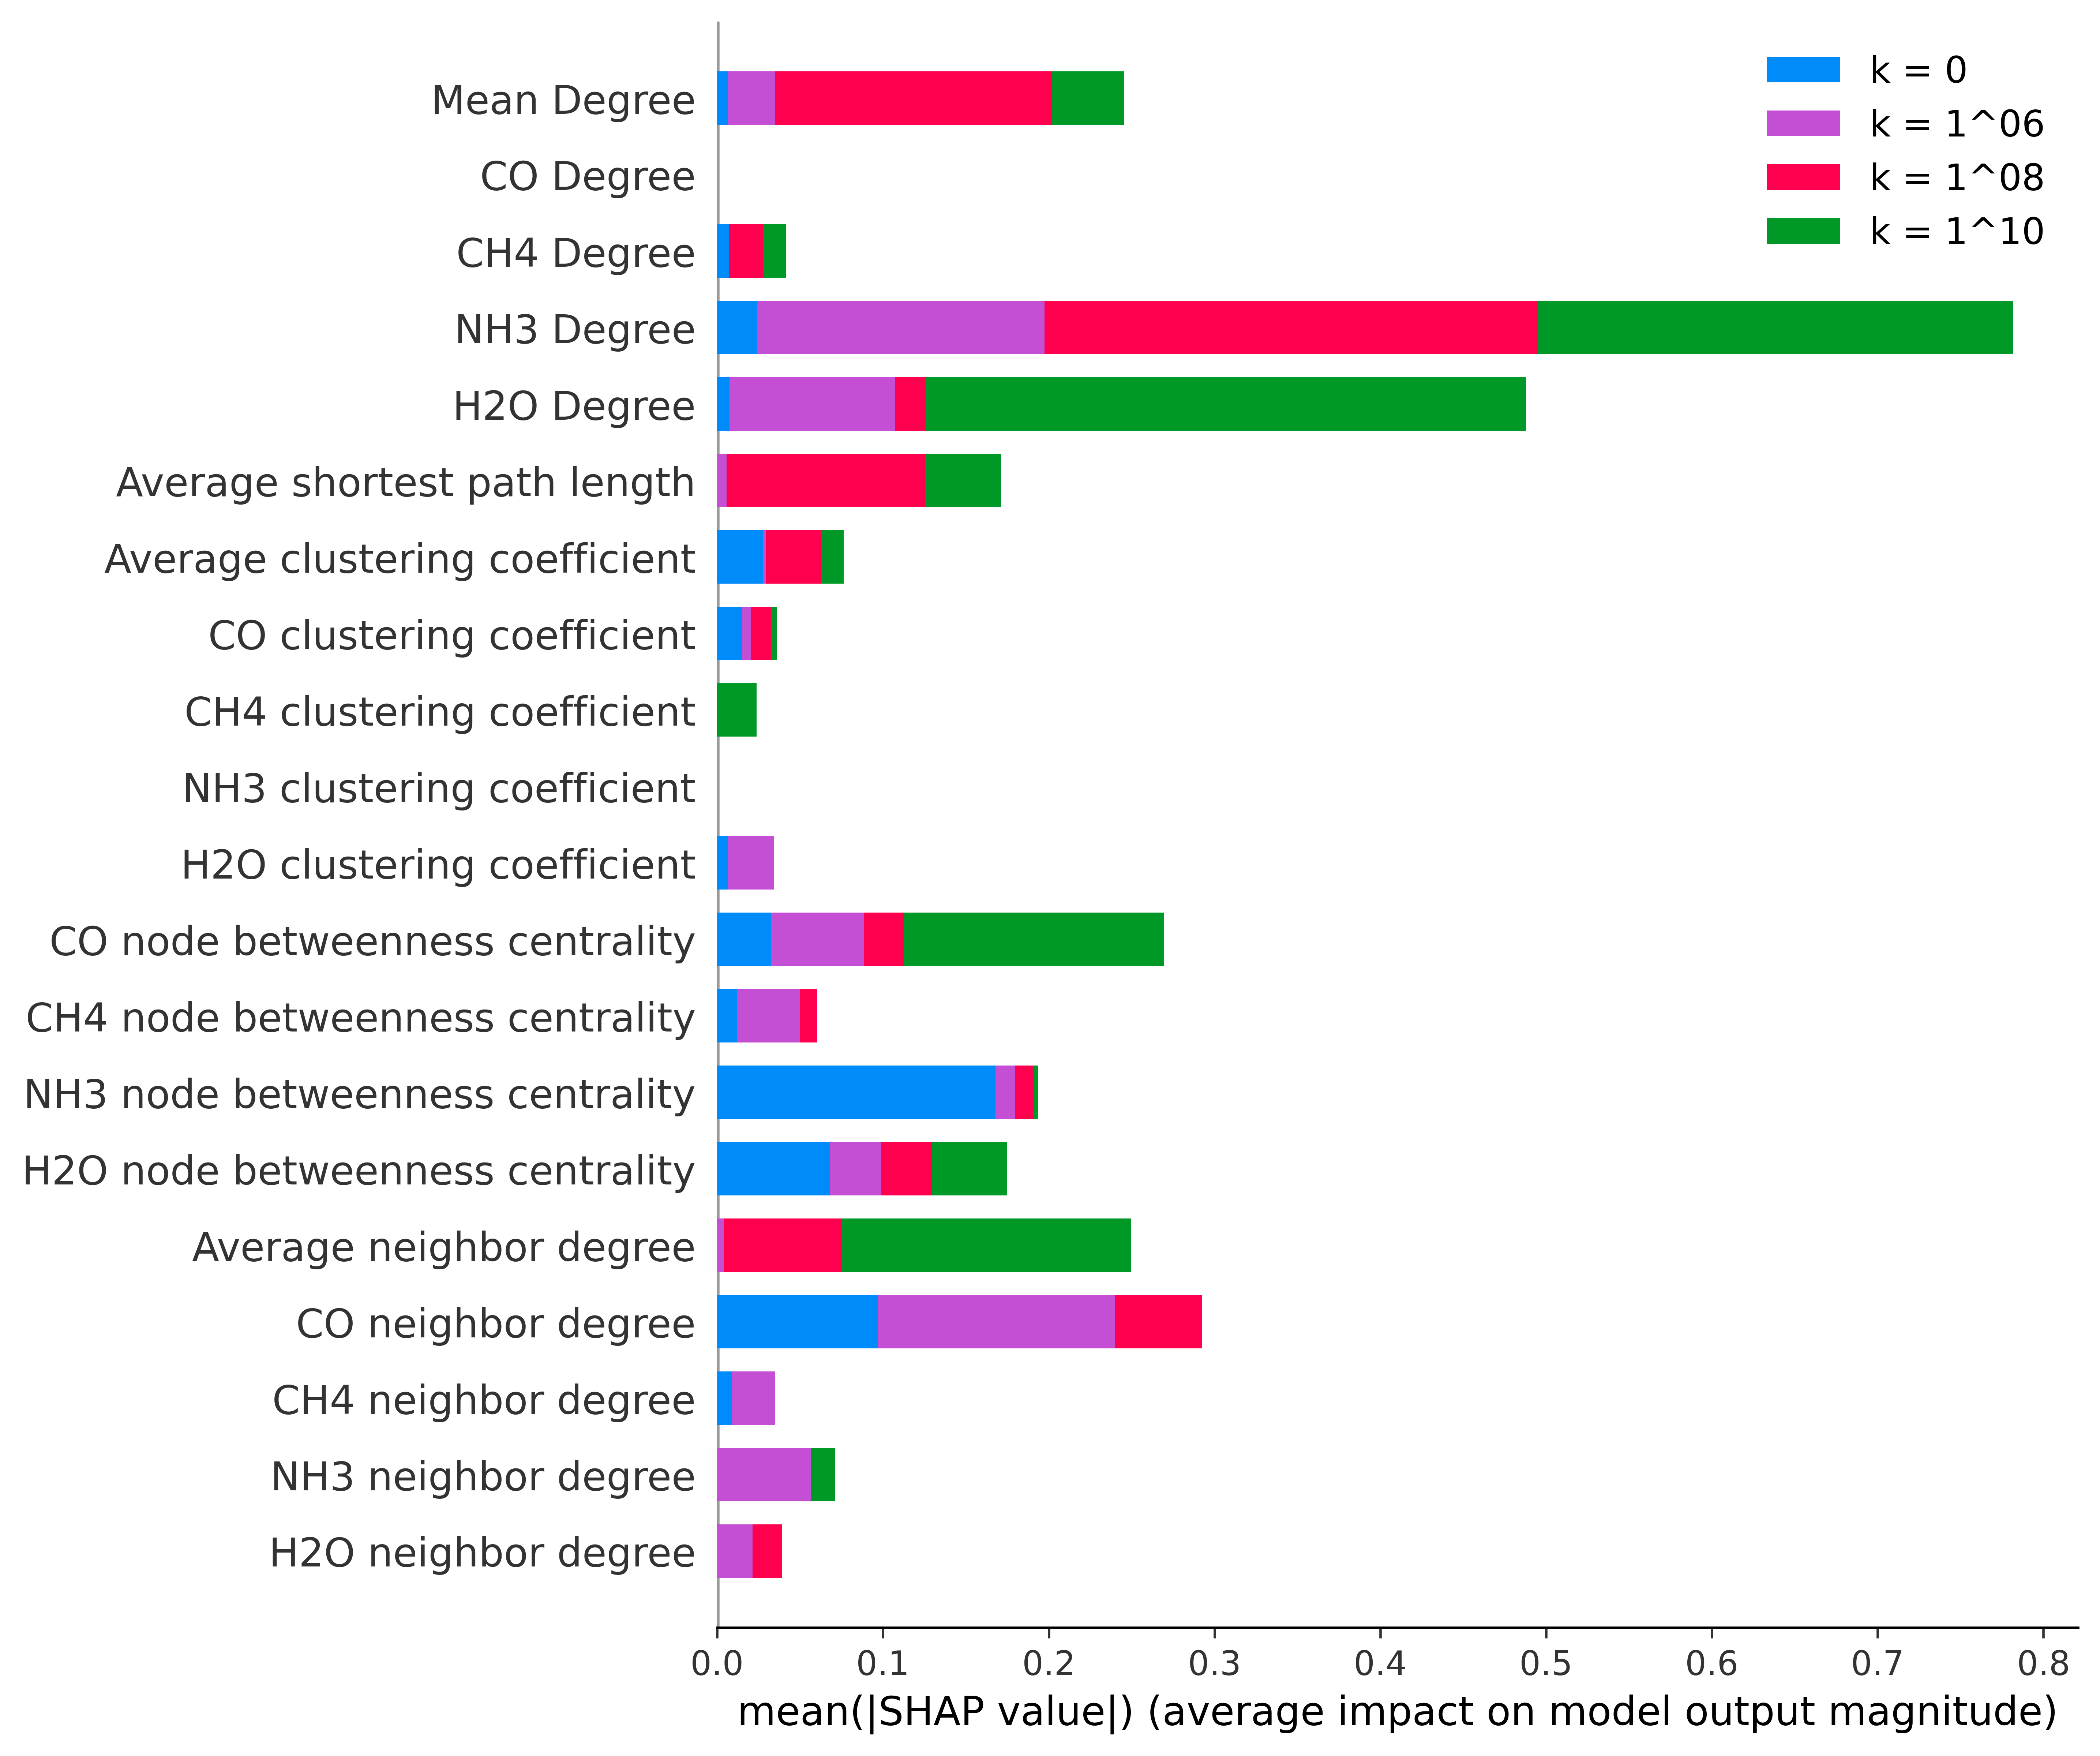 k = 0
k = 1^06
k = 1^08
k = 1^10
Mean Degree
CO Degree
CH4 Degree
NH3 Degree
H2O Degree
Average shortest path length
Average clustering coefficient
CO clustering coefficient
CH4 clustering coefficient
NH3 clustering coefficient
H2O clustering coefficient
CO node betweenness centrality
CH4 node betweenness centrality
NH3 node betweenness centrality
H2O node betweenness centrality
Average neighbor degree
CO neighbor degree
CH4 neighbor degree
NH3 neighbor degree
H2O neighbor degree
0.0 0.1 0.2 0.3 0.4 0.5 0.6 0.7 0.8
mean(|SHAP value|) (average impact on model output magnitude)